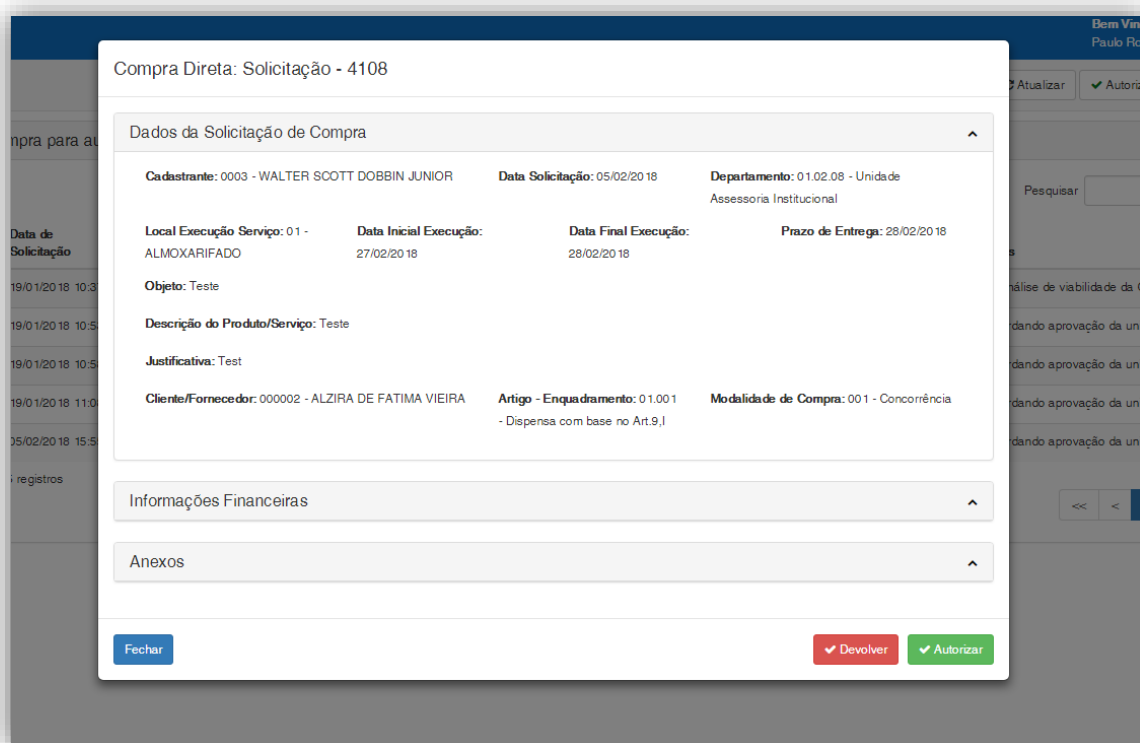 Bem Vin
Paulo Ro
Compra Direta: Solicitação - 4108
Atualizar
Autoriz
Dados da Solicitação de Compra
mpra para au
Cadastrante: 0003 - WALTER SCOTT DOBBIN JUNIOR
Data Solicitação: 05/02/2018
Departamento: 01.02.08 - Unidade
Assessoria Institucional
Pesquisar
Data de
Solicitação
Local Execução Serviço: 01 -
ALMOXARIFADO
Data Inicial Execução:
27/02/2018
Data Final Execução:
28/02/2018
Prazo de Entrega: 28/02/2018
s
19/01/2018 10:3
Objeto: Teste
nálise de viabilidade da
19/01/2018 10:5
Descrição do Produto/Serviço: Teste
rdando aprovação da un
19/01/2018 10:5
Justificativa: Test
rdando aprovação da un
19/01/2018 11:0
Cliente/Fornecedor: 000002 - ALZIRA DE FATIMA VIEIRA
Artigo - Enquadramento: 01.001
- Dispensa com base no Art.9,I
Modalidade de Compra: 001 - Concorrência
rdando aprovação da un
05/02/2018 15:5
rdando aprovação da un
registros
Informações Financeiras
<< <
Anexos
Fechar
Devolver
Autorizar